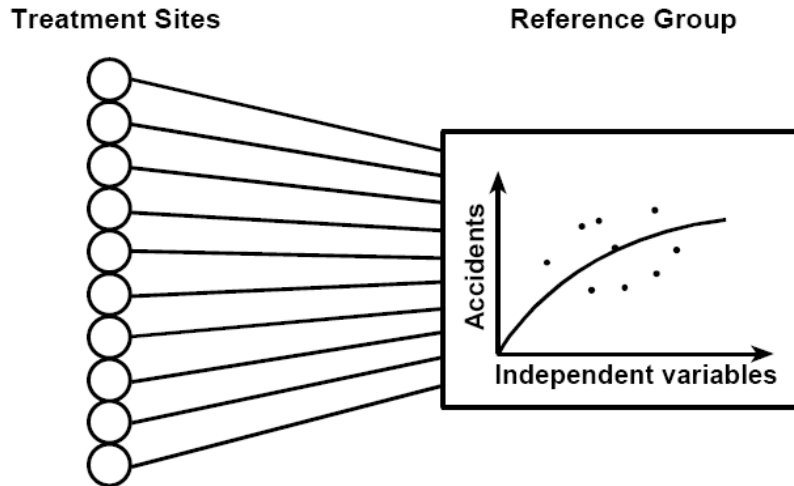 Treatment Sites
Reference Group
Accidents
Independent variables